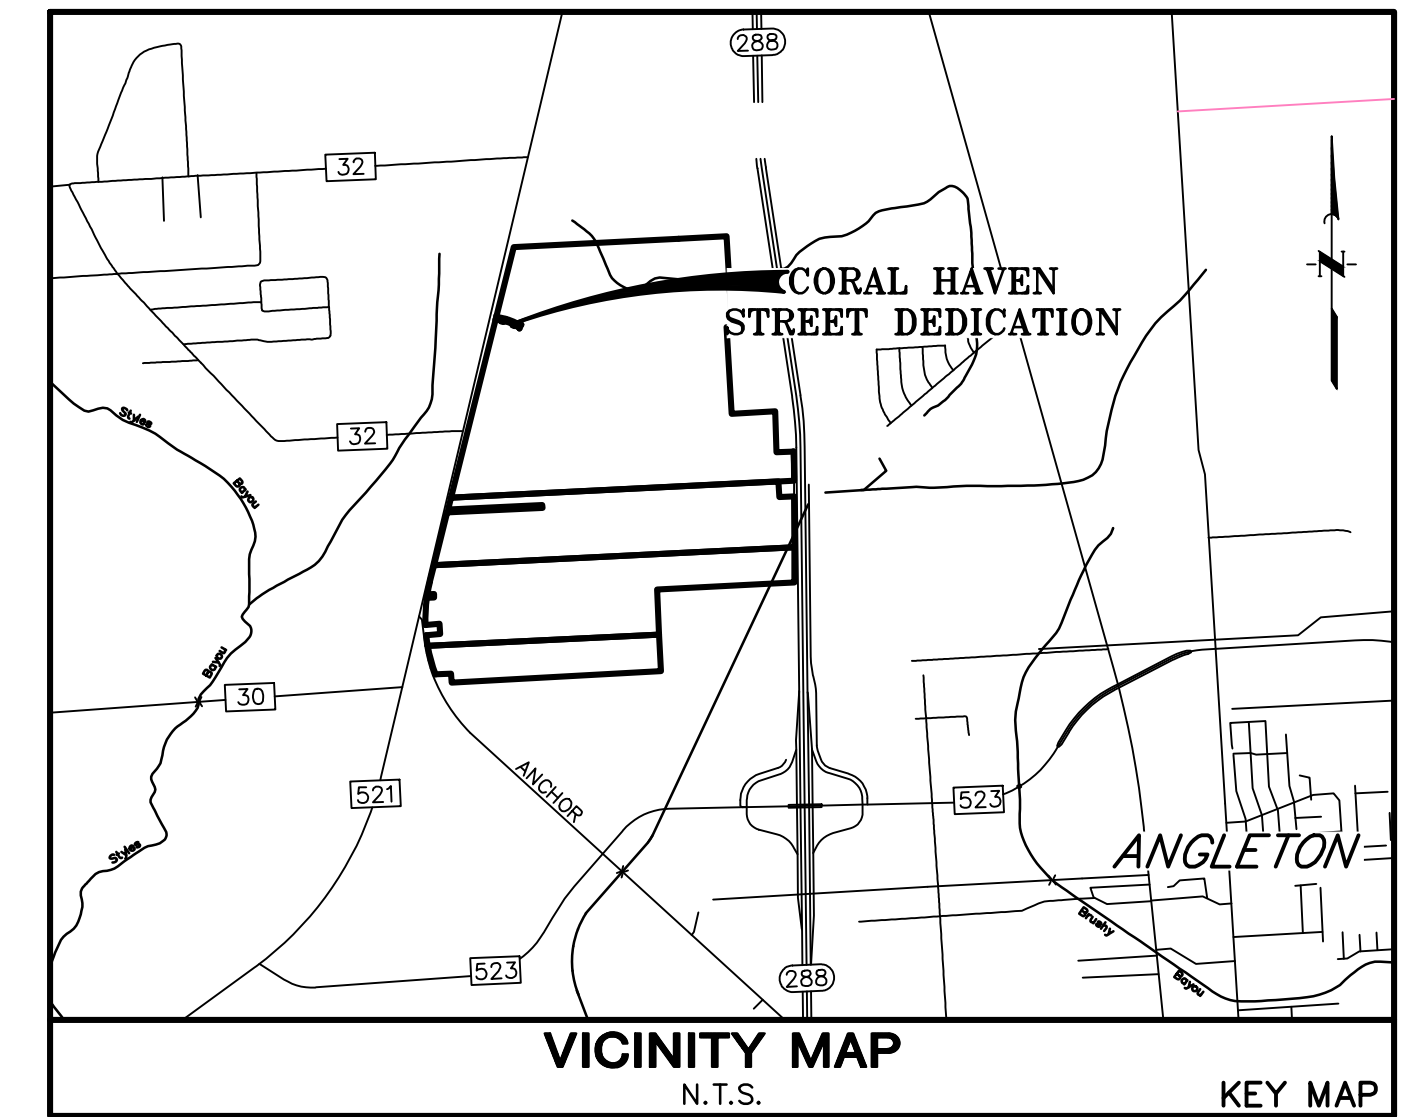 288
32
CORAL HAVEN
STREET DEDICATION
N
Styles
32
Bayou
Bayou
30
521
ANCHOR
523
ANGLETON
Styles
Brushy
523
288
Bayou
VICINITY MAP
N.T.S.
KEY MAP